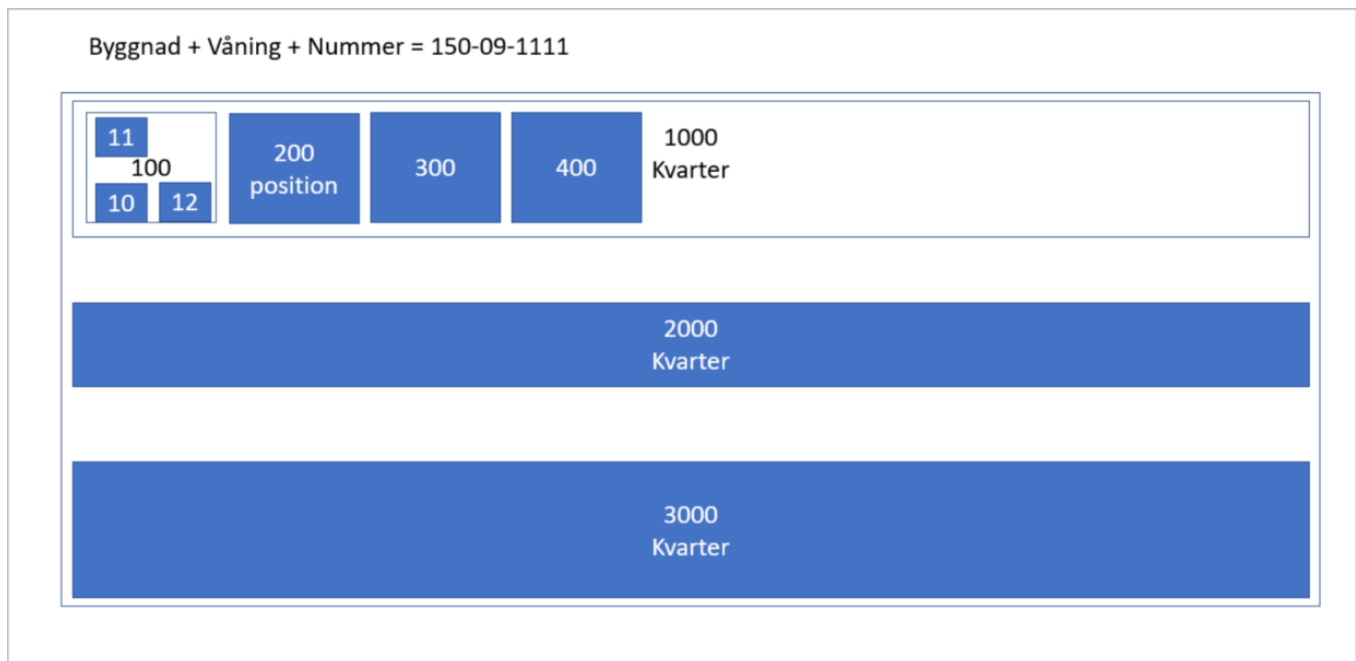 Byggnad + Våning + Nummer = 150-09-1111
11
100
10
12
200
position
300
400
1000
Kvarter
2000
Kvarter
3000
Kvarter